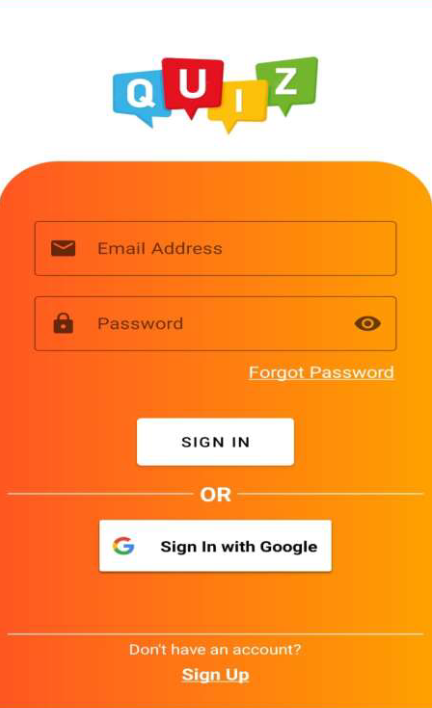 QUIZ
Email Address
Password
Forgot Password
SIGN IN
OR
Sign In with Google
Don't have an account?
Sign Up